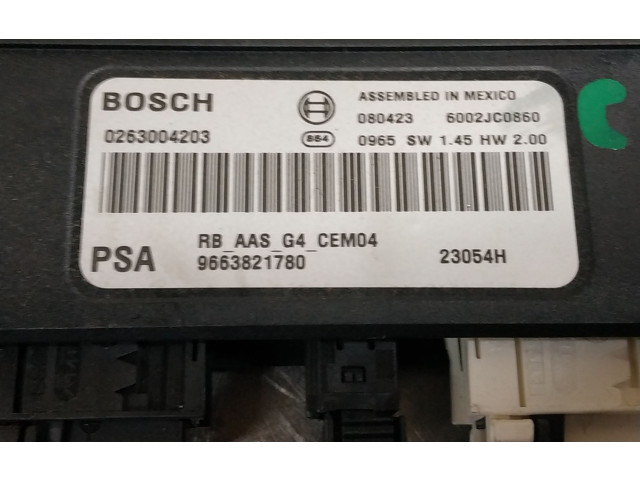 BOSCH
ASSEMBLED IN MEXICO
080423 6002JC0860
0263004203
884 0965 SW 1.45 HW 2.00
PSA
RB_AAS_G4_CEM04
9663821780
23054H